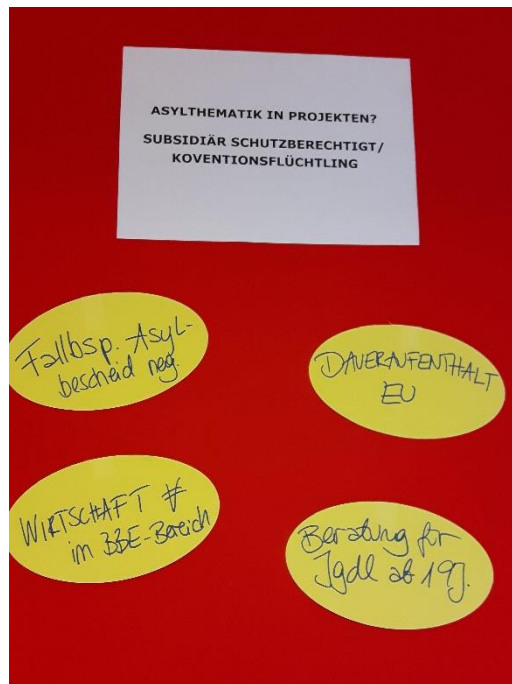 ASYLTHEMATIK IN PROJEKTEN?
SUBSIDIÄR SCHUTZBERECHTIGT/
KOVENTIONSFLÜCHTLING
Fallbsp. Asyl-
bescheid neg.
DAUERAUFENTHALT
EU
WIRTSCHAFT #
im BBE-Bereich
Beratung für
Jgdl ab 19J.